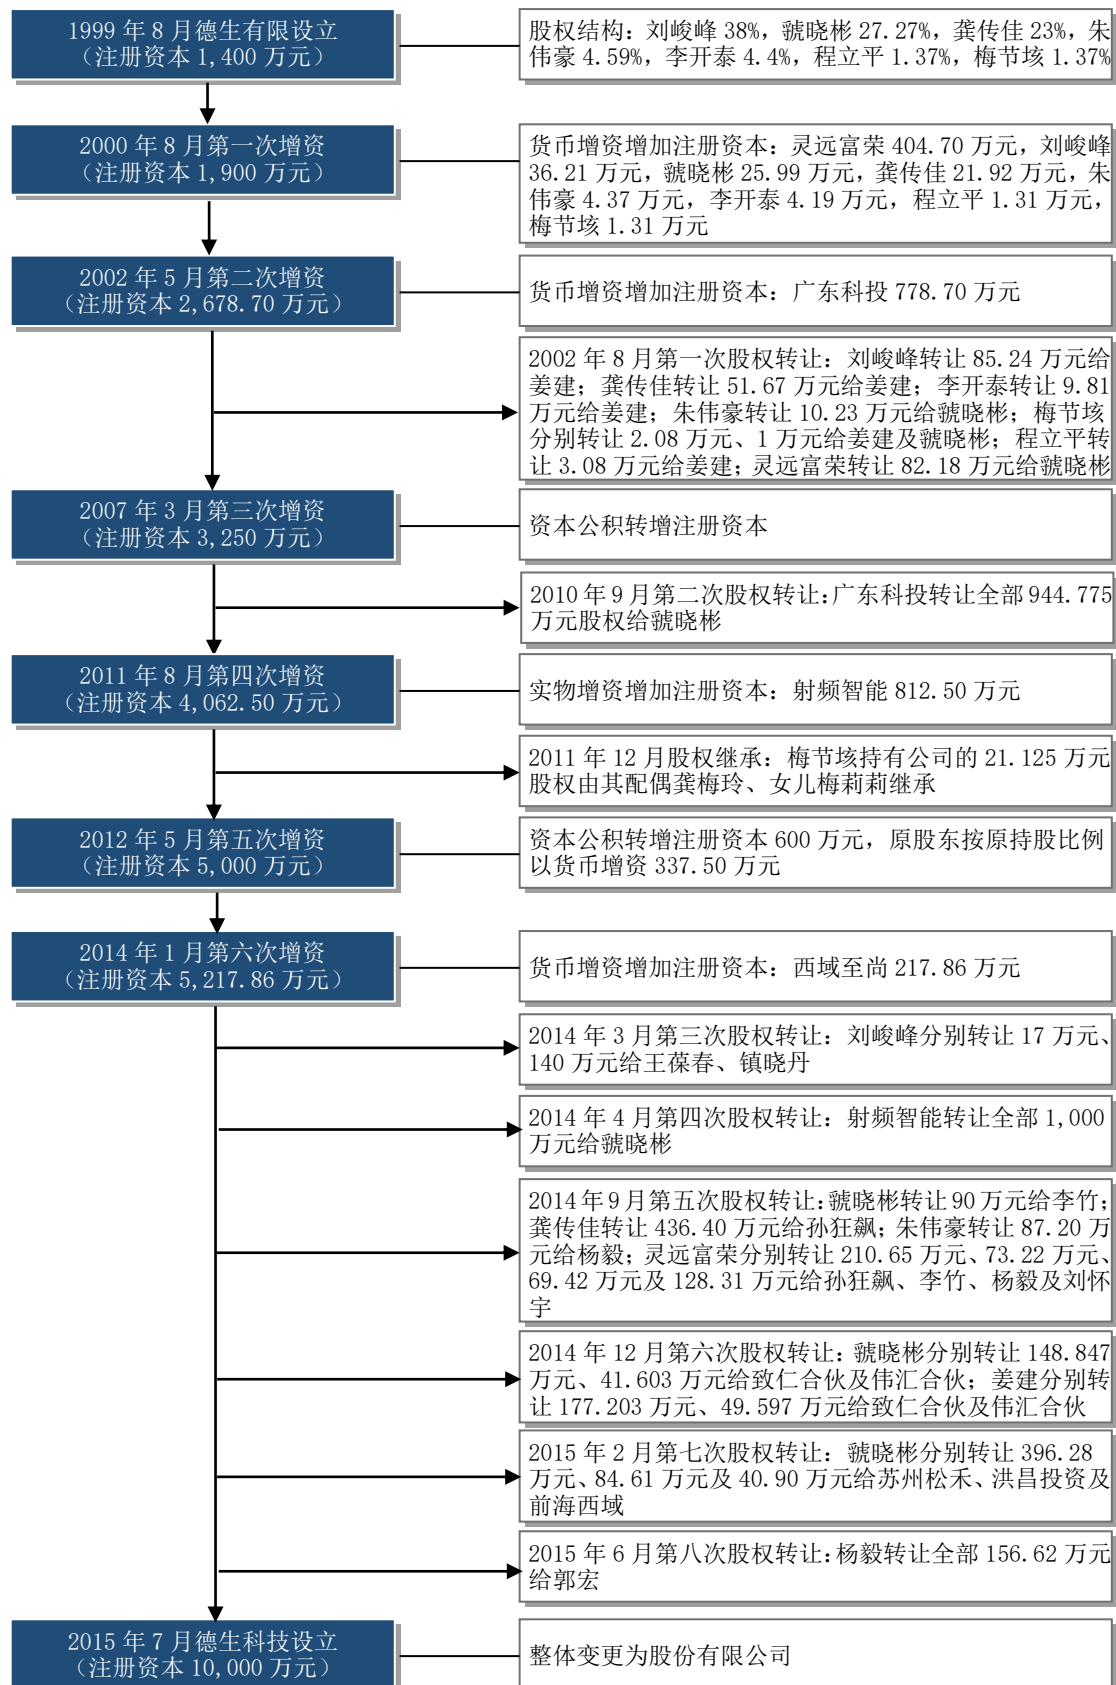 1999 年 8 月德生有限设立
（注册资本 1,400 万元）
股权结构：刘峻峰 38%，虢晓彬 27.27%，龚传佳 23%，朱
伟豪 4.59%，李开泰 4.4%，程立平 1.37%，梅节垓 1.37%
2000 年 8 月第一次增资
（注册资本 1,900 万元）
货币增资增加注册资本：灵远富荣 404.70 万元，刘峻峰
36.21 万元，虢晓彬 25.99 万元，龚传佳 21.92 万元，朱
伟豪 4.37 万元，李开泰 4.19 万元，程立平 1.31 万元，
梅节垓 1.31 万元
2002 年 5 月第二次增资
（注册资本 2,678.70 万元）
货币增资增加注册资本：广东科投 778.70 万元
2002 年 8 月第一次股权转让：刘峻峰转让 85.24 万元给
姜建；龚传佳转让 51.67 万元给姜建；李开泰转让 9.81
万元给姜建；朱伟豪转让 10.23 万元给虢晓彬；梅节垓
分别转让 2.08 万元、1 万元给姜建及虢晓彬；程立平转
让 3.08 万元给姜建；灵远富荣转让 82.18 万元给虢晓彬
2007 年 3 月第三次增资
（注册资本 3,250 万元）
资本公积转增注册资本
2010 年 9 月第二次股权转让：广东科投转让全部 944.775
万元股权给虢晓彬
2011 年 8 月第四次增资
（注册资本 4,062.50 万元）
实物增资增加注册资本：射频智能 812.50 万元
2011 年 12 月股权继承：梅节垓持有公司的 21.125 万元
股权由其配偶龚梅玲、女儿梅莉莉继承
2012 年 5 月第五次增资
（注册资本 5,000 万元）
资本公积转增注册资本 600 万元，原股东按原持股比例
以货币增资 337.50 万元
2014 年 1 月第六次增资
（注册资本 5,217.86 万元）
货币增资增加注册资本：西域至尚 217.86 万元
2014 年 3 月第三次股权转让：刘峻峰分别转让 17 万元、
140 万元给王葆春、镇晓丹
2014 年 4 月第四次股权转让：射频智能转让全部 1,000
万元给虢晓彬
2014 年 9 月第五次股权转让：虢晓彬转让 90 万元给李竹；
龚传佳转让 436.40 万元给孙狂飙；朱伟豪转让 87.20 万
元给杨毅；灵远富荣分别转让 210.65 万元、73.22 万元、
69.42 万元及 128.31 万元给孙狂飙、李竹、杨毅及刘怀
宇
2014 年 12 月第六次股权转让：虢晓彬分别转让 148.847
万元、41.603 万元给致仁合伙及伟汇合伙；姜建分别转
让 177.203 万元、49.597 万元给致仁合伙及伟汇合伙
2015 年 2 月第七次股权转让：虢晓彬分别转让 396.28
万元、84.61 万元及 40.90 万元给苏州松禾、洪昌投资及
前海西域
2015 年 6 月第八次股权转让：杨毅转让全部 156.62 万元
给郭宏
2015 年 7 月德生科技设立
（注册资本 10,000 万元）
整体变更为股份有限公司